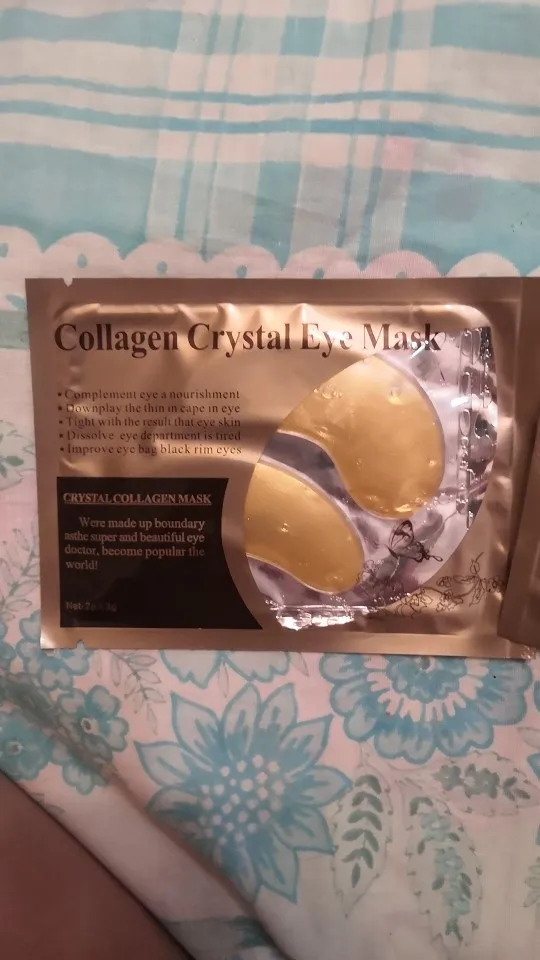 Collagen Crystal Eye Mask
• Complement eye a nourishment
• Downplay the thin in cape in eye
• Tight with the result that eye skin
• Dissolve eye department is tired
• Improve eye bag black rim eyes
CRYSTAL COLLAGEN MASK
Were made up boundary
asthe super and beautiful eye
doctor, become popular the
world!
Net: